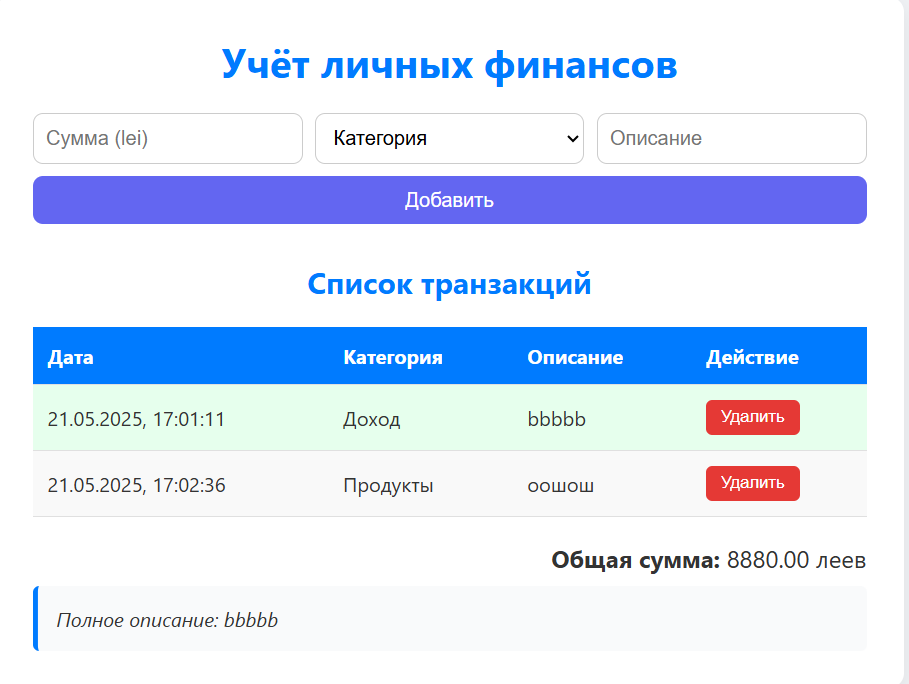 Учёт личных финансов
Сумма (lei) Категория Описание
Добавить
Список транзакций
Дата Категория Описание Действие
21.05.2025, 17:01:11 Доход bbbbb Удалить
21.05.2025, 17:02:36 Продукты оошош Удалить
Общая сумма: 8880.00 леев
Полное описание: bbbbb